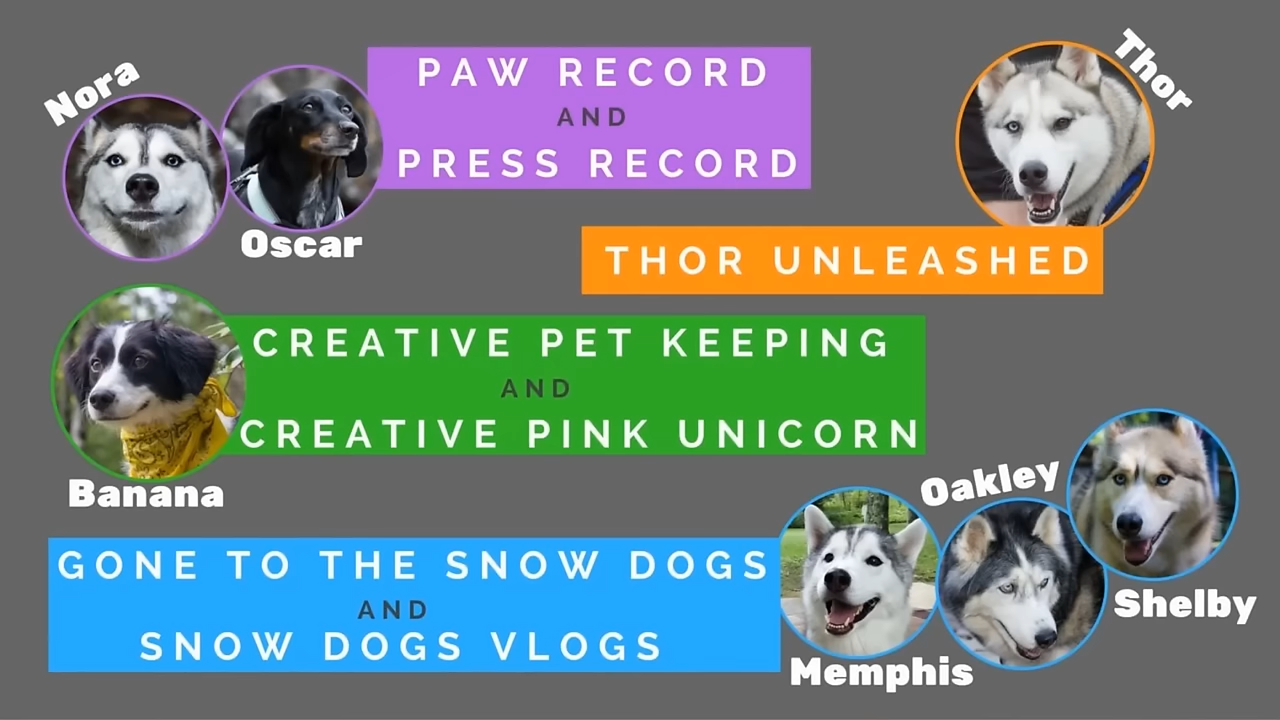 Nora
Oscar
PAW RECORD
AND
PRESS RECORD
Thor
THOR UNLEASHED
Banana
CREATIVE PET KEEPING
AND
CREATIVE PINK UNICORN
GONE TO THE SNOW DOGS
AND
SNOW DOGS VLOGS
Memphis
Oakley
Shelby